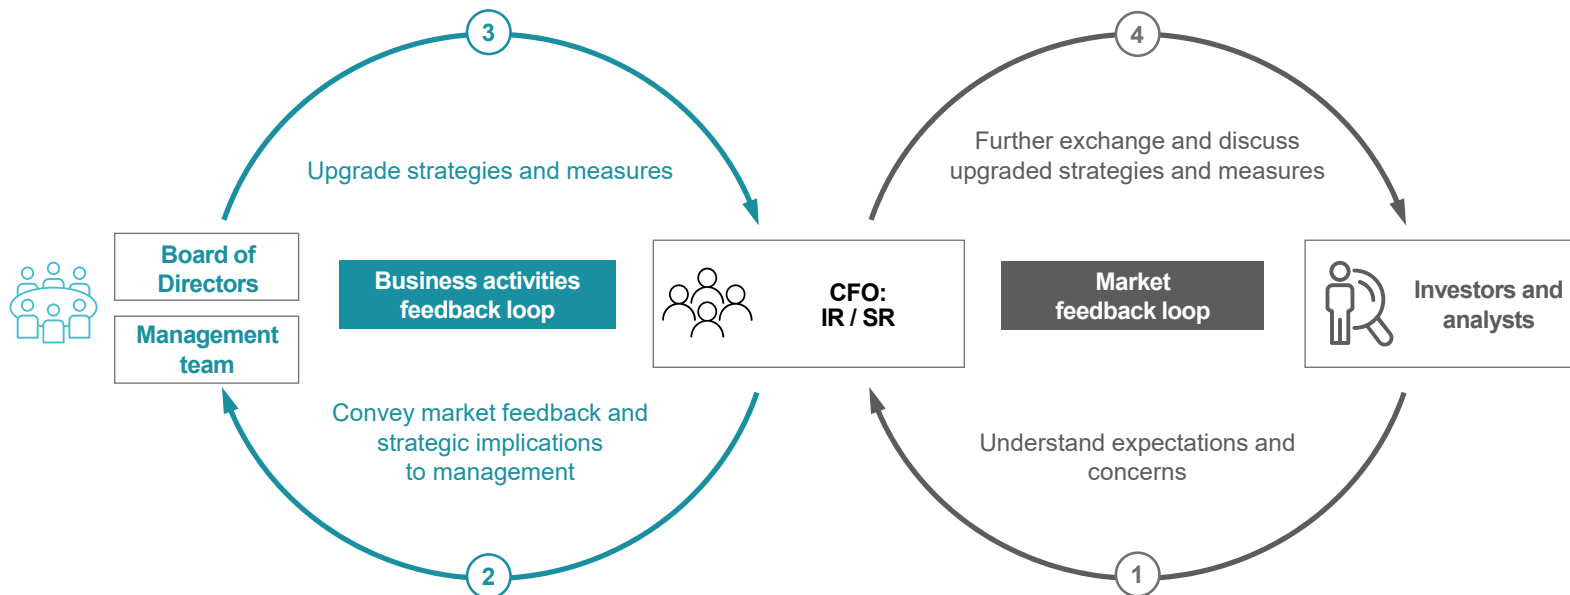 3
4
Upgrade strategies and measures
Further exchange and discuss
upgraded strategies and measures
Board of
Directors
Management
team
Business activities
feedback loop
CFO:
IR / SR
Market
feedback loop
Investors and
analysts
Convey market feedback and
strategic implications
to management
Understand expectations and
concerns
2
1